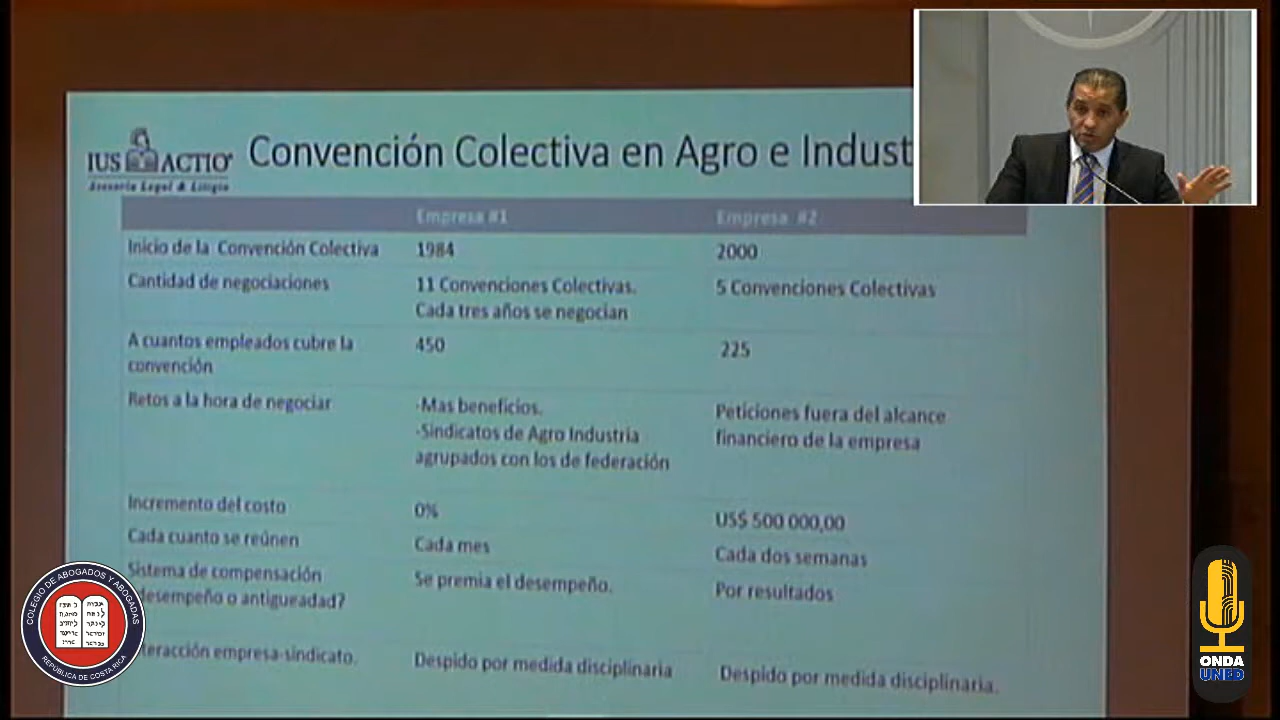 IUS ACTIO
Asesoría Legal & Litigio
Convención Colectiva en Agro e Indust
Empresa #1
Empresa #2
Inicio de la Convención Colectiva
1984
2000
Cantidad de negociaciones
11 Convenciones Colectivas.
Cada tres años se negocian
5 Convenciones Colectivas
A cuantos empleados cubre la
convención
450
225
Retos a la hora de negociar
-Mas beneficios.
-Sindicatos de Agro Industria
agrupados con los de federación
Peticiones fuera del alcance
financiero de la empresa
Incremento del costo
0%
US$ 500 000,00
Cada cuanto se reúnen
Cada mes
Cada dos semanas
Sistema de compensación
desempeño o antigueadad?
Se premia el desempeño.
Por resultados
teracción empresa-sindicato.
Despido por medida disciplinaria
Despido por medida disciplinaria.
COLEGIO DE ABOGADOS Y ABOGADAS
REPÚBLICA DE COSTA RICA
ONDA
UNED